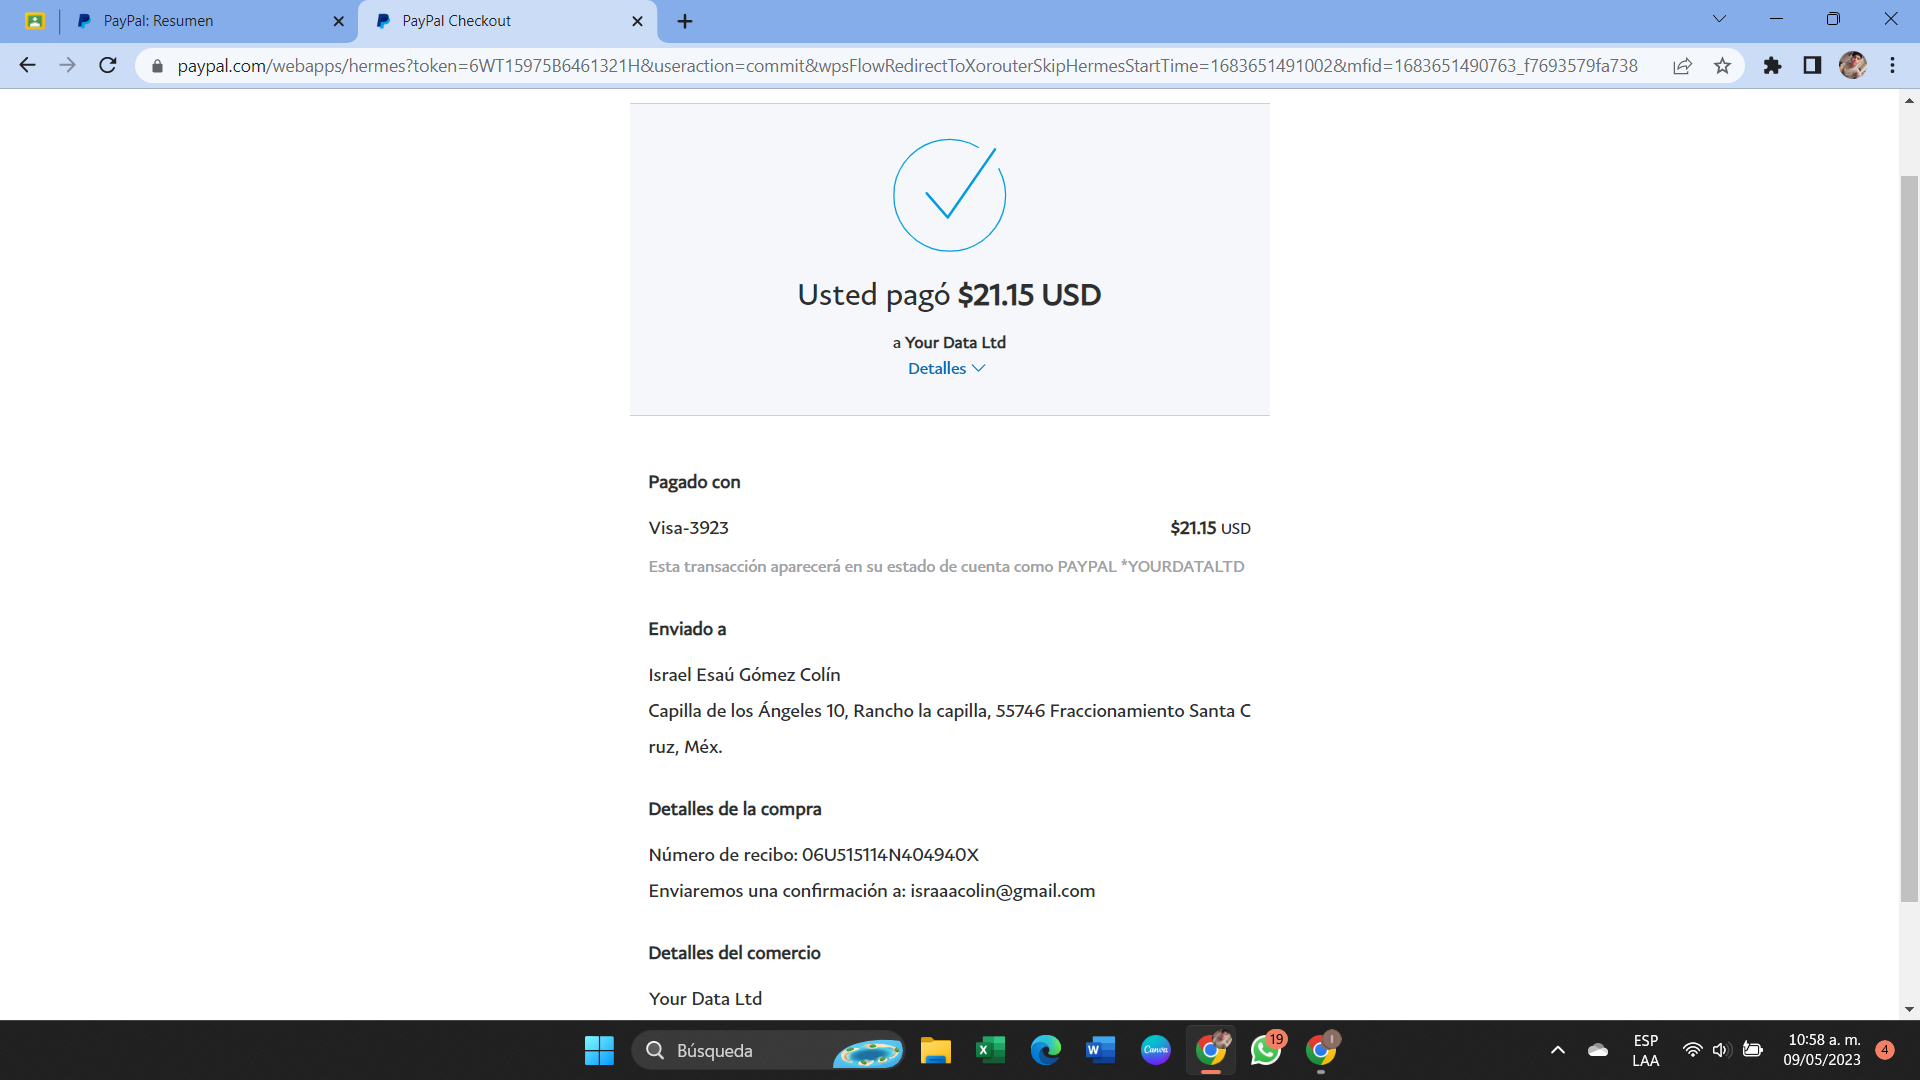 PayPal: Resumen
PayPal Checkout
paypal.com/webapps/hermes?token=6WT15975B6461321H&useraction=commit&wpsFlowRedirectToXorouterSkipHermesStartTime=1683651491002&mfid=1683651490763_f7693579fa738
Usted pagó $21.15 USD
a Your Data Ltd
Detalles
Pagado con
Visa-3923 $21.15 USD
Esta transacción aparecerá en su estado de cuenta como PAYPAL *YOURDATALTD
Enviado a
Israel Esaú Gómez Colín
Capilla de los Ángeles 10, Rancho la capilla, 55746 Fraccionamiento Santa C
ruz, Méx.
Detalles de la compra
Número de recibo: 06U515114N404940X
Enviaremos una confirmación a: israaacolin@gmail.com
Detalles del comercio
Your Data Ltd
Búsqueda
Canva
19
I
ESP
LAA
10:58 a. m.
09/05/2023
4